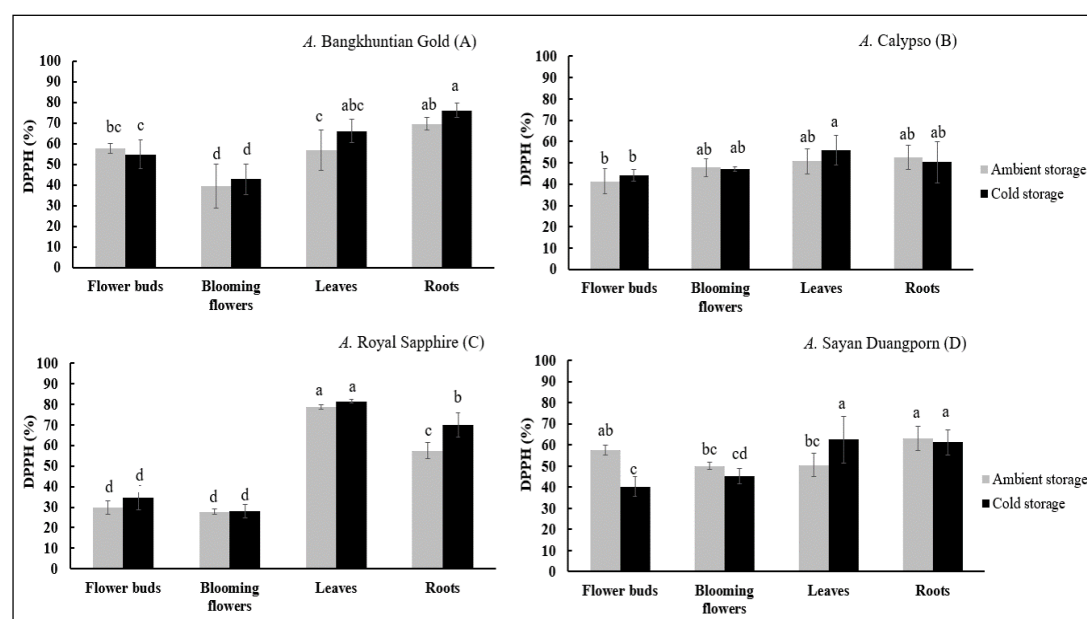 A. Bangkhuntian Gold (A)
DPPH (%)
100
90
80
70
60
50
40
30
20
10
0
bc c d d c abc ab a
Flower buds Blooming flowers Leaves Roots
A. Calypso (B)
DPPH (%)
100
90
80
70
60
50
40
30
20
10
0
b b ab ab ab a ab ab
Flower buds Blooming flowers Leaves Roots
Ambient storage
Cold storage
A. Royal Sapphire (C)
DPPH (%)
100
90
80
70
60
50
40
30
20
10
0
d d d d a a c b
Flower buds Blooming flowers Leaves Roots
A. Sayan Duangporn (D)
DPPH (%)
100
90
80
70
60
50
40
30
20
10
0
ab c bc cd bc a a a
Flower buds Blooming flowers Leaves Roots
Ambient storage
Cold storage